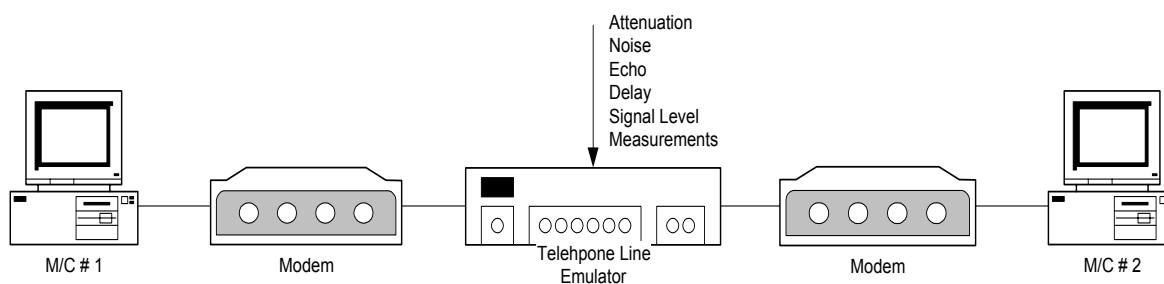 Attenuation
Noise
Echo
Delay
Signal Level
Measurements
M/C # 1
Modem
Telehpone Line
Emulator
Modem
M/C # 2